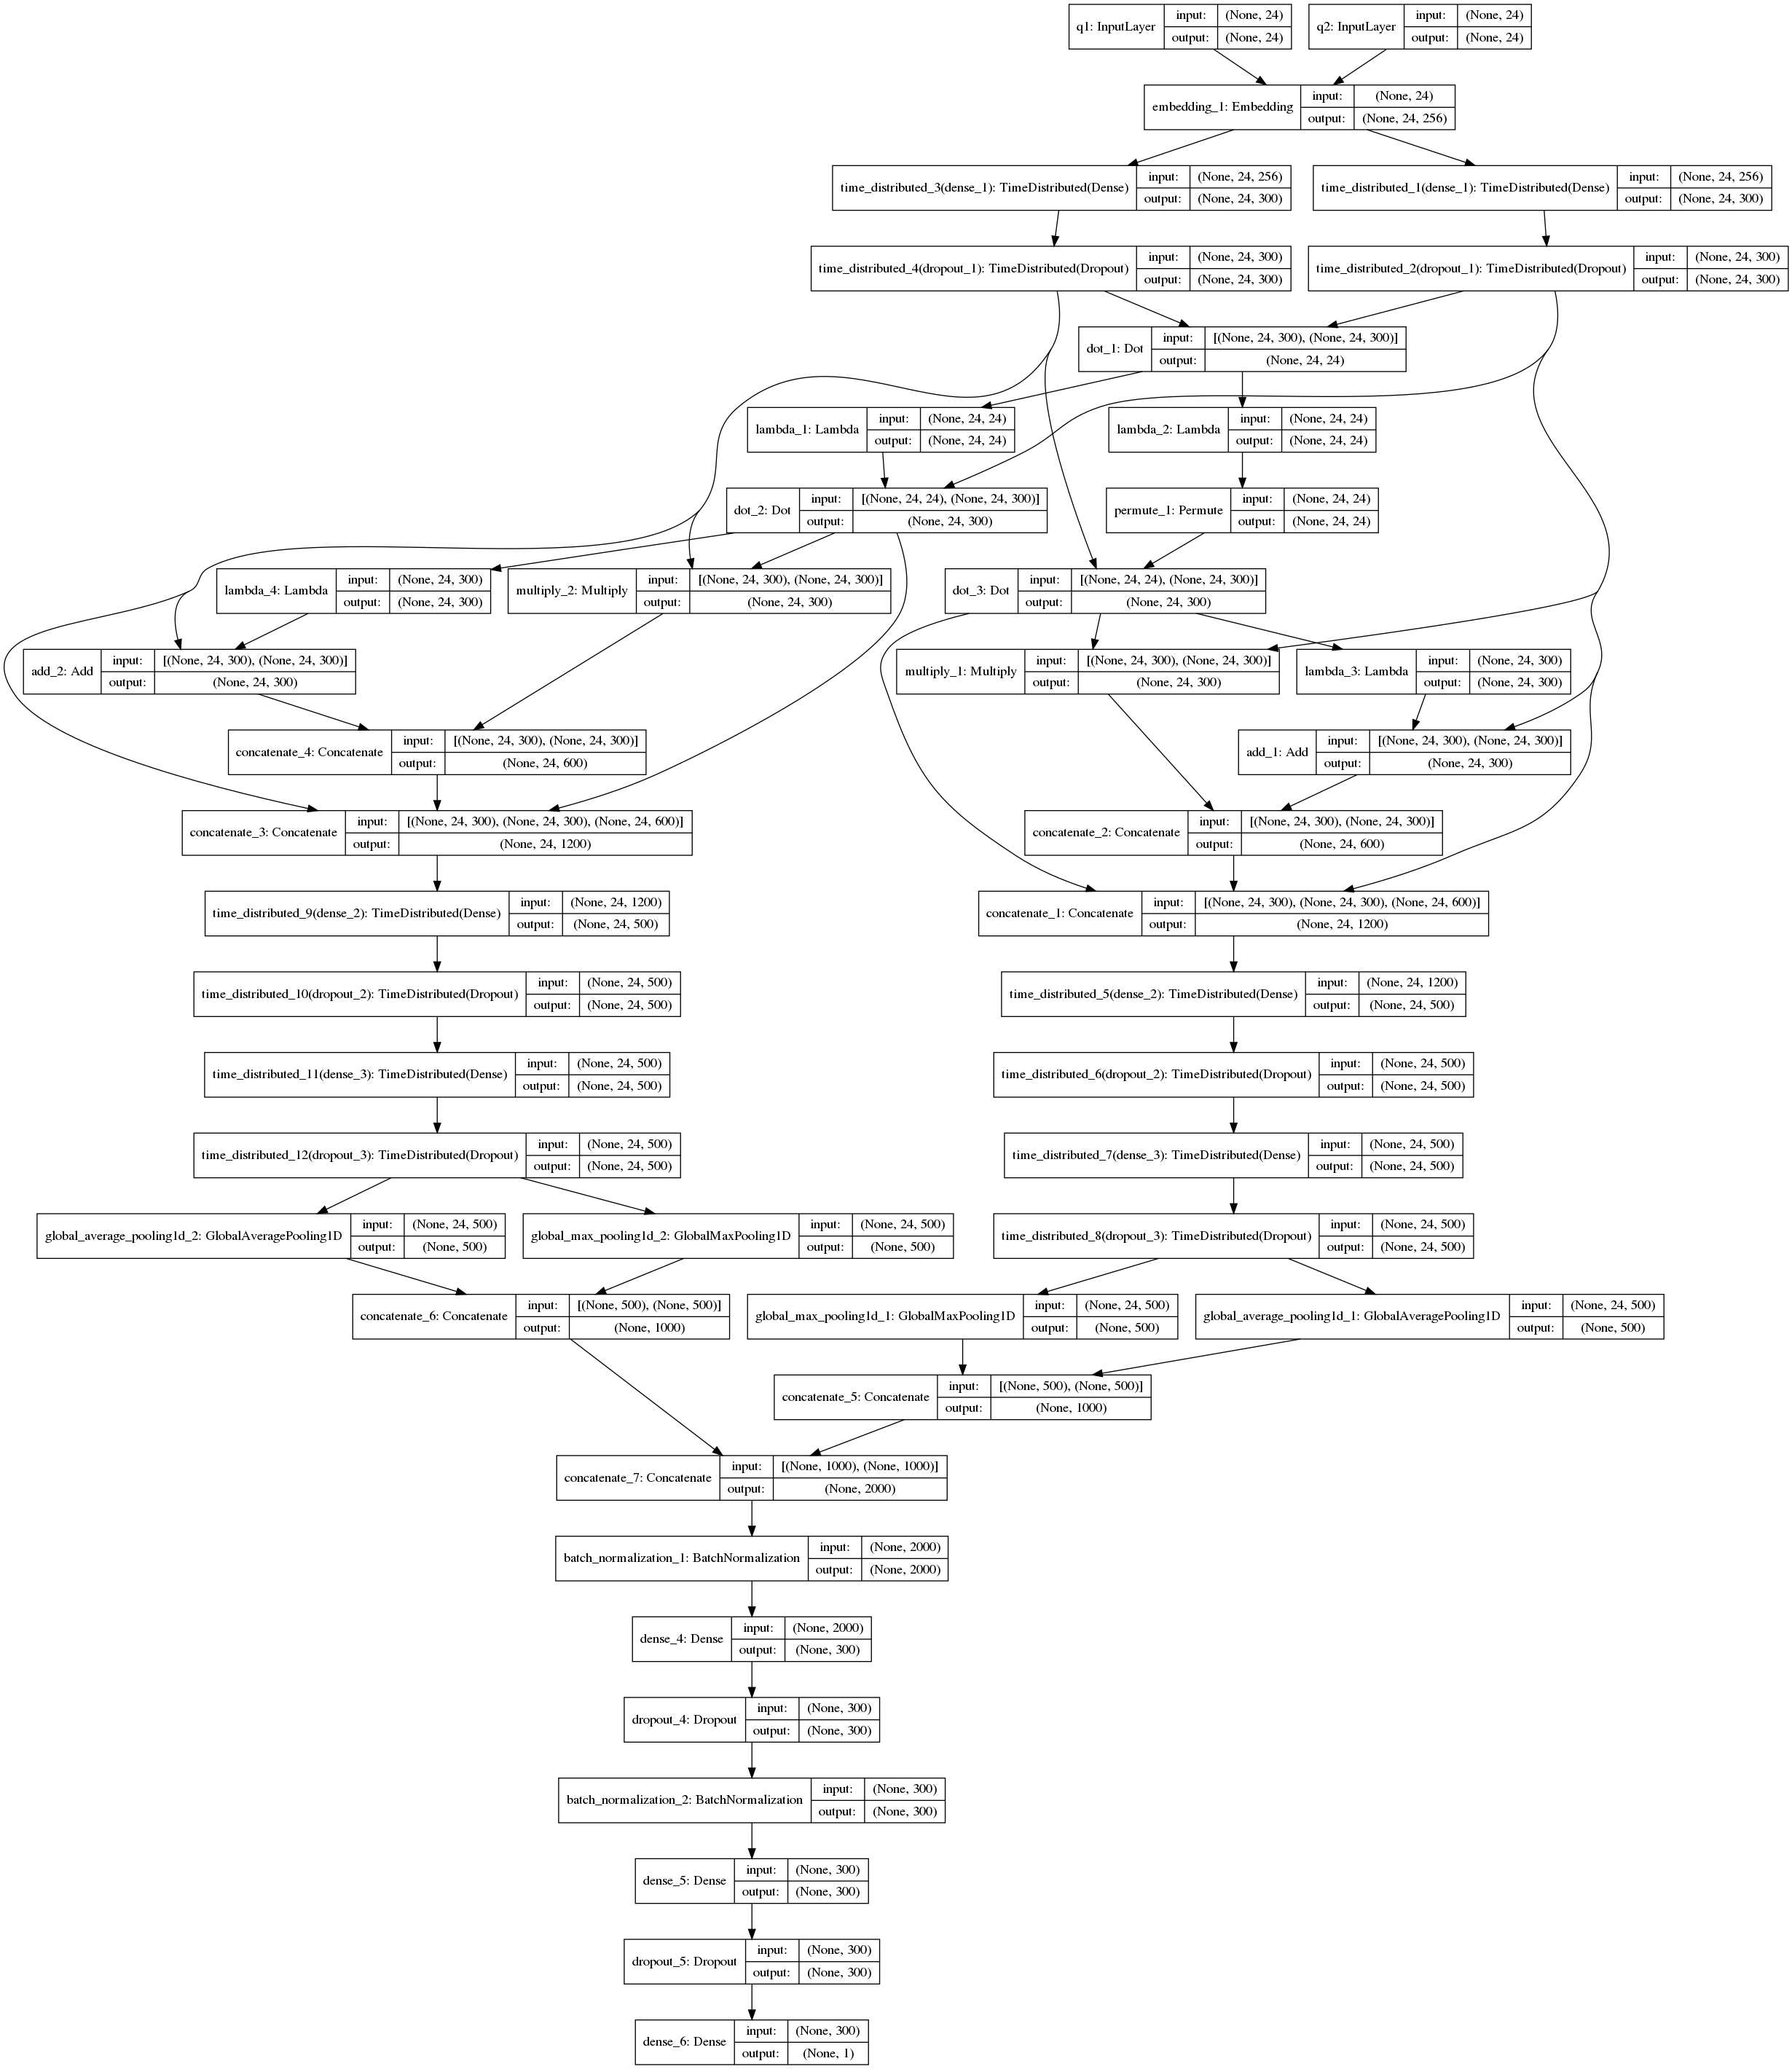 q1: InputLayer
input: (None, 24)
output: (None, 24)
q2: InputLayer
input: (None, 24)
output: (None, 24)
embedding_1: Embedding
input: (None, 24)
output: (None, 24, 256)
time_distributed_3(dense_1): TimeDistributed(Dense)
input: (None, 24, 256)
output: (None, 24, 300)
time_distributed_1(dense_1): TimeDistributed(Dense)
input: (None, 24, 256)
output: (None, 24, 300)
time_distributed_4(dropout_1): TimeDistributed(Dropout)
input: (None, 24, 300)
output: (None, 24, 300)
time_distributed_2(dropout_1): TimeDistributed(Dropout)
input: (None, 24, 300)
output: (None, 24, 300)
dot_1: Dot
input: [(None, 24, 300), (None, 24, 300)]
output: (None, 24, 24)
lambda_1: Lambda
input: (None, 24, 24)
output: (None, 24, 24)
lambda_2: Lambda
input: (None, 24, 24)
output: (None, 24, 24)
dot_2: Dot
input: [(None, 24, 24), (None, 24, 300)]
output: (None, 24, 300)
permute_1: Permute
input: (None, 24, 24)
output: (None, 24, 24)
lambda_4: Lambda
input: (None, 24, 300)
output: (None, 24, 300)
multiply_2: Multiply
input: [(None, 24, 300), (None, 24, 300)]
output: (None, 24, 300)
dot_3: Dot
input: [(None, 24, 24), (None, 24, 300)]
output: (None, 24, 300)
add_2: Add
input: [(None, 24, 300), (None, 24, 300)]
output: (None, 24, 300)
multiply_1: Multiply
input: [(None, 24, 300), (None, 24, 300)]
output: (None, 24, 300)
lambda_3: Lambda
input: (None, 24, 300)
output: (None, 24, 300)
concatenate_4: Concatenate
input: [(None, 24, 300), (None, 24, 300)]
output: (None, 24, 600)
add_1: Add
input: [(None, 24, 300), (None, 24, 300)]
output: (None, 24, 300)
concatenate_3: Concatenate
input: [(None, 24, 300), (None, 24, 300), (None, 24, 600)]
output: (None, 24, 1200)
concatenate_2: Concatenate
input: [(None, 24, 300), (None, 24, 300)]
output: (None, 24, 600)
time_distributed_9(dense_2): TimeDistributed(Dense)
input: (None, 24, 1200)
output: (None, 24, 500)
concatenate_1: Concatenate
input: [(None, 24, 300), (None, 24, 300), (None, 24, 600)]
output: (None, 24, 1200)
time_distributed_10(dropout_2): TimeDistributed(Dropout)
input: (None, 24, 500)
output: (None, 24, 500)
time_distributed_5(dense_2): TimeDistributed(Dense)
input: (None, 24, 1200)
output: (None, 24, 500)
time_distributed_11(dense_3): TimeDistributed(Dense)
input: (None, 24, 500)
output: (None, 24, 500)
time_distributed_6(dropout_2): TimeDistributed(Dropout)
input: (None, 24, 500)
output: (None, 24, 500)
time_distributed_12(dropout_3): TimeDistributed(Dropout)
input: (None, 24, 500)
output: (None, 24, 500)
time_distributed_7(dense_3): TimeDistributed(Dense)
input: (None, 24, 500)
output: (None, 24, 500)
global_average_pooling1d_2: GlobalAveragePooling1D
input: (None, 24, 500)
output: (None, 500)
global_max_pooling1d_2: GlobalMaxPooling1D
input: (None, 24, 500)
output: (None, 500)
time_distributed_8(dropout_3): TimeDistributed(Dropout)
input: (None, 24, 500)
output: (None, 24, 500)
concatenate_6: Concatenate
input: [(None, 500), (None, 500)]
output: (None, 1000)
global_max_pooling1d_1: GlobalMaxPooling1D
input: (None, 24, 500)
output: (None, 500)
global_average_pooling1d_1: GlobalAveragePooling1D
input: (None, 24, 500)
output: (None, 500)
concatenate_5: Concatenate
input: [(None, 500), (None, 500)]
output: (None, 1000)
concatenate_7: Concatenate
input: [(None, 1000), (None, 1000)]
output: (None, 2000)
batch_normalization_1: BatchNormalization
input: (None, 2000)
output: (None, 2000)
dense_4: Dense
input: (None, 2000)
output: (None, 300)
dropout_4: Dropout
input: (None, 300)
output: (None, 300)
batch_normalization_2: BatchNormalization
input: (None, 300)
output: (None, 300)
dense_5: Dense
input: (None, 300)
output: (None, 300)
dropout_5: Dropout
input: (None, 300)
output: (None, 300)
dense_6: Dense
input: (None, 300)
output: (None, 1)